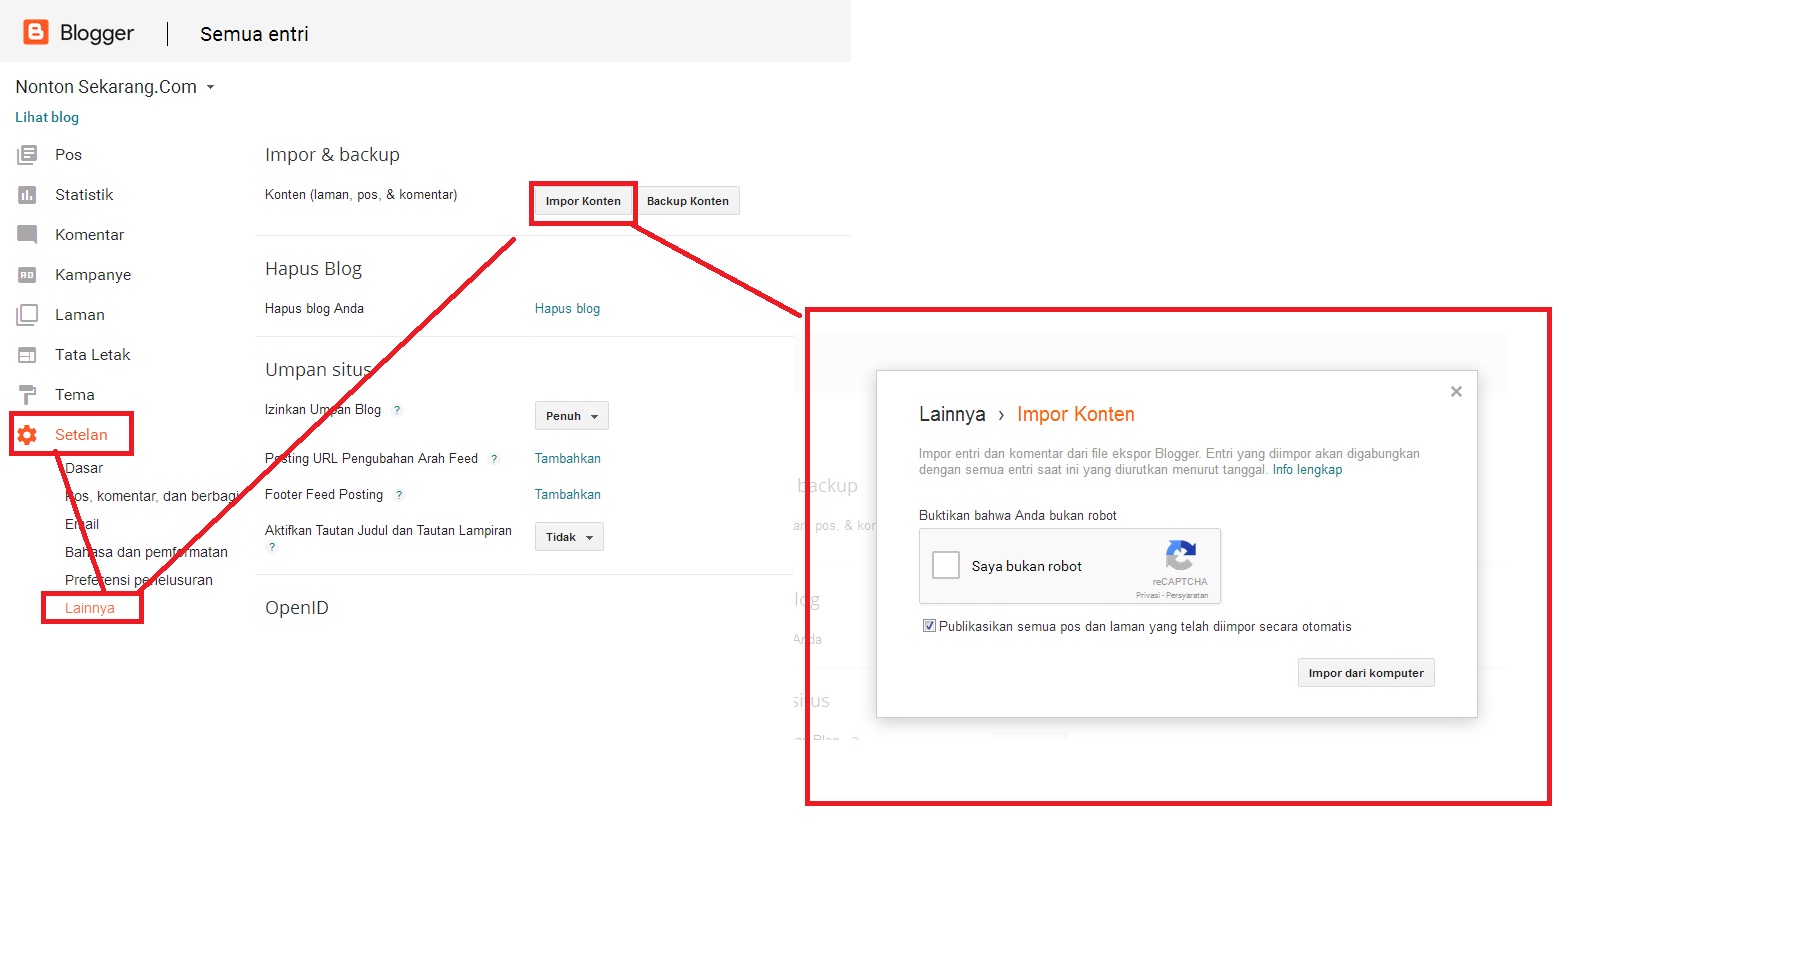 Blogger
Semua entri
Nonton Sekarang.Com
Lihat blog
Pos
Statistik
Komentar
AD
Kampanye
Laman
Tata Letak
Tema
Setelan
Dasar
Pos, komentar, dan berbagi
Email
Bahasa dan pemformatan
Preferensi penelusuran
Lainnya
Impor & backup
Konten (laman, pos, & komentar)
Impor Konten
Backup Konten
Hapus Blog
Hapus blog Anda
Hapus blog
Umpan situs
Izinkan Umpan Blog ?
Penuh
Posting URL Pengubahan Arah Feed ?
Tambahkan
Footer Feed Posting ?
Tambahkan
Aktifkan Tautan Judul dan Tautan Lampiran
?
Tidak
OpenID
backup
pos, & kor
log
Anda
situs
Lainnya › Impor Konten
Impor entri dan komentar dari file ekspor Blogger. Entri yang diimpor akan digabungkan
dengan semua entri saat ini yang diurutkan menurut tanggal. Info lengkap
Buktikan bahwa Anda bukan robot
Saya bukan robot
reCAPTCHA
Privasi - Persyaratan
Publikasikan semua pos dan laman yang telah diimpor secara otomatis
Impor dari komputer